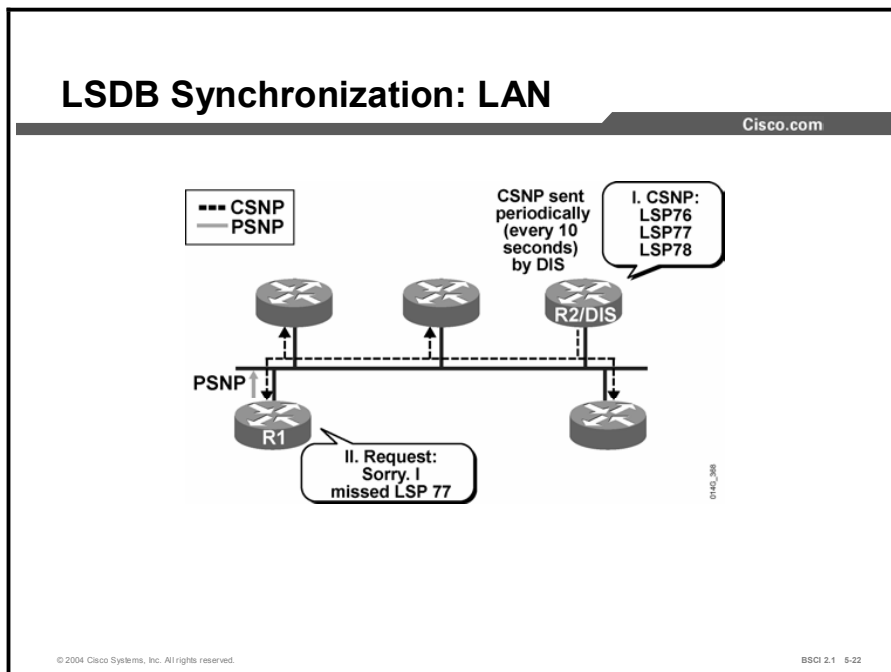 LSDB Synchronization: LAN
Cisco.com
CSNP
PSNP
CSNP sent
periodically
(every 10
seconds)
by DIS
I. CSNP:
LSP76
LSP77
LSP78
R2/DIS
PSNP
R1
II. Request:
Sorry. I
missed LSP 77
014G_366
© 2004 Cisco Systems, Inc. All rights reserved.
BSCI 2.1 5-22